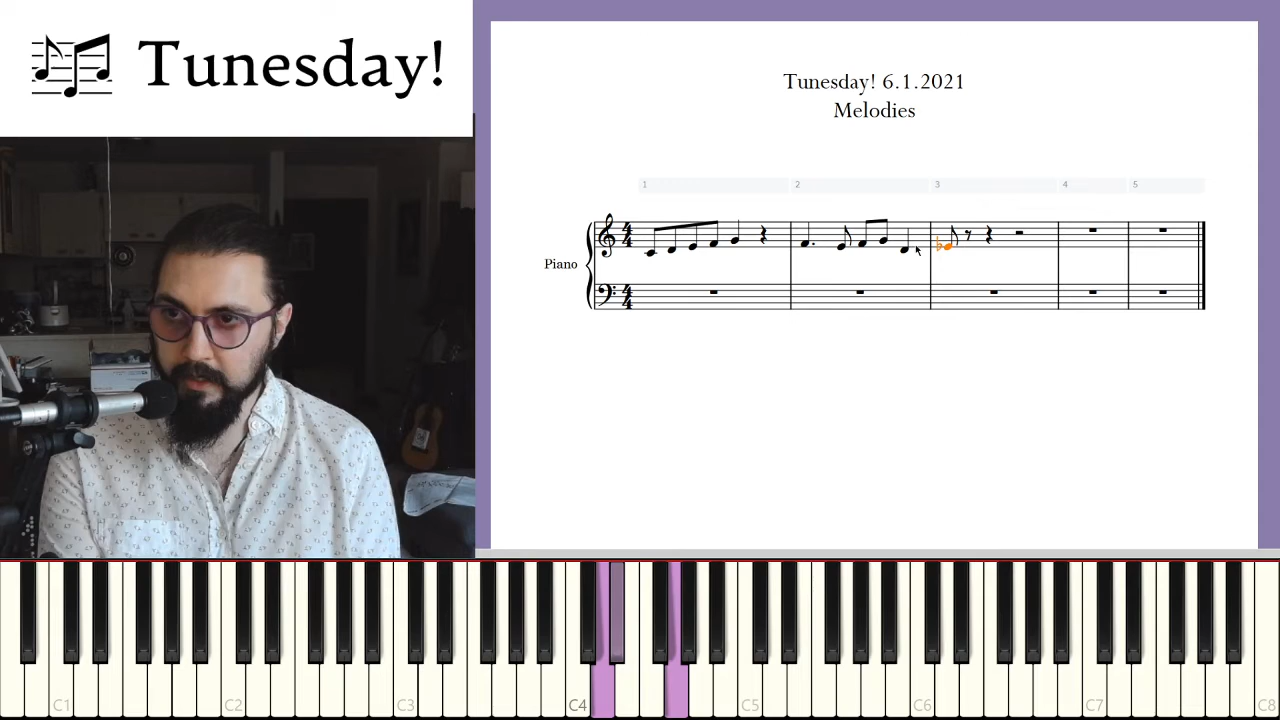 Tunesday!
Tunesday! 6.1.2021
Melodies
1 2 3 4 5
Piano
C1 C2 C3 C4 C5 C6 C7 C8